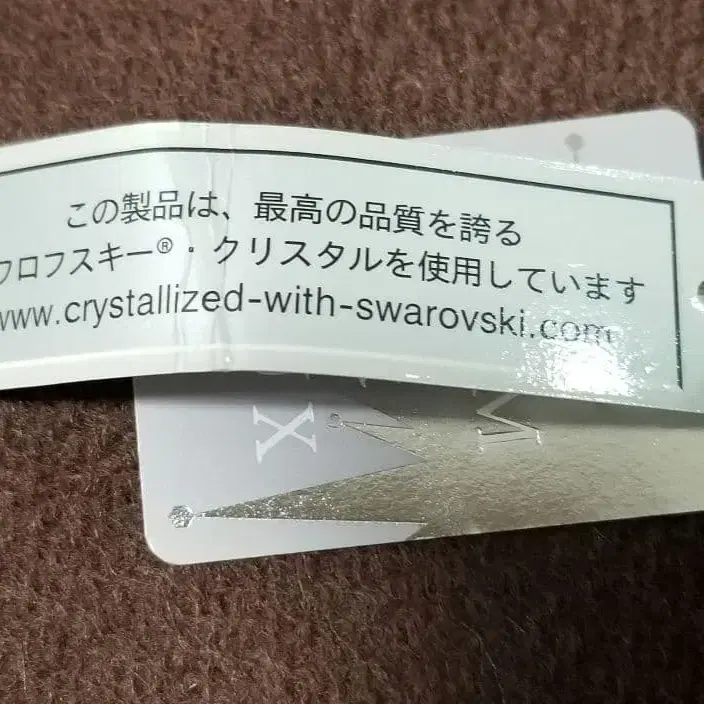 この製品は、最高の品質を誇る
フロフスキー®・クリスタルを使用しています
www.crystallized-with-swarovski.com
X